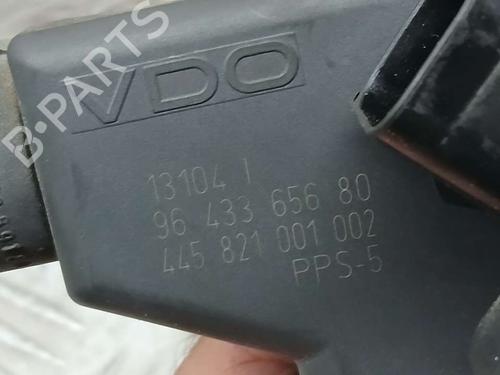 VDO
B-PARTS
13104 I
96 433 656 80
445 821 001 002
PPS-5